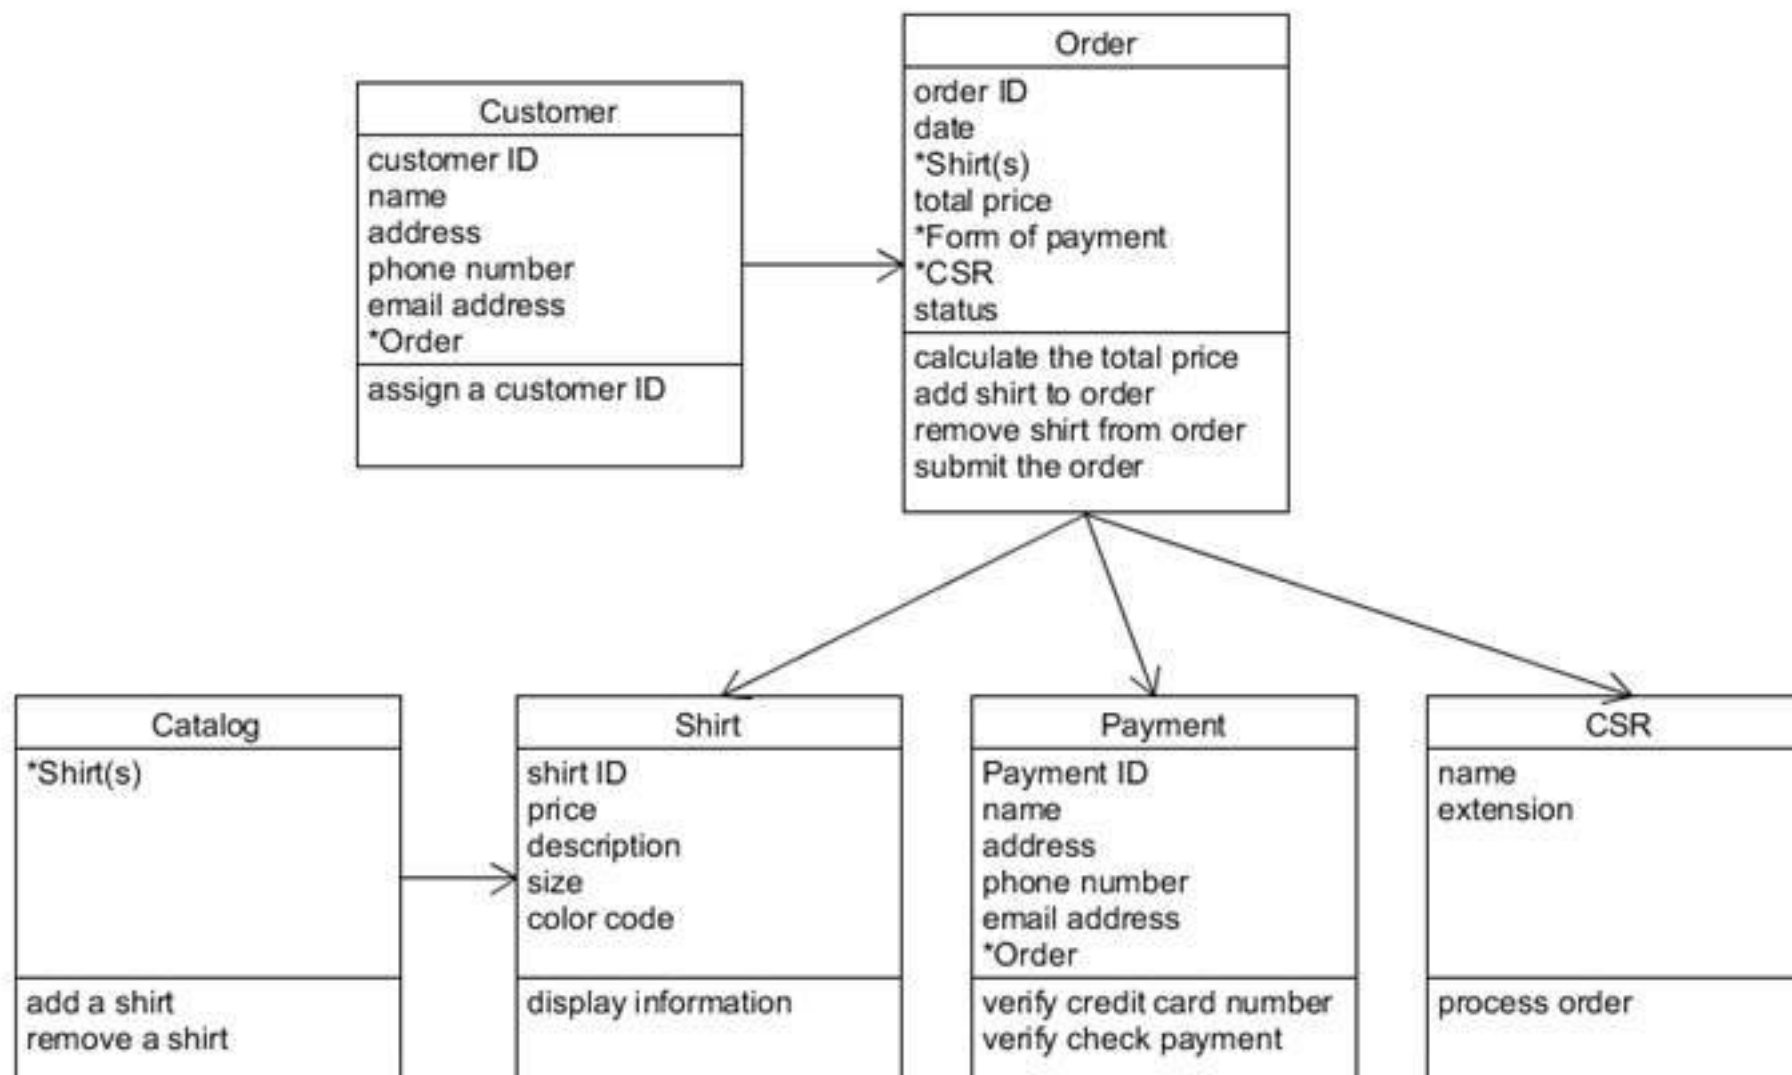 Order
order ID
date
*Shirt(s)
total price
*Form of payment
*CSR
status
calculate the total price
add shirt to order
remove shirt from order
submit the order
Customer
customer ID
name
address
phone number
email address
*Order
assign a customer ID
Catalog
*Shirt(s)
add a shirt
remove a shirt
Shirt
shirt ID
price
description
size
color code
display information
Payment
Payment ID
name
address
phone number
email address
*Order
verify credit card number
verify check payment
CSR
name
extension
process order